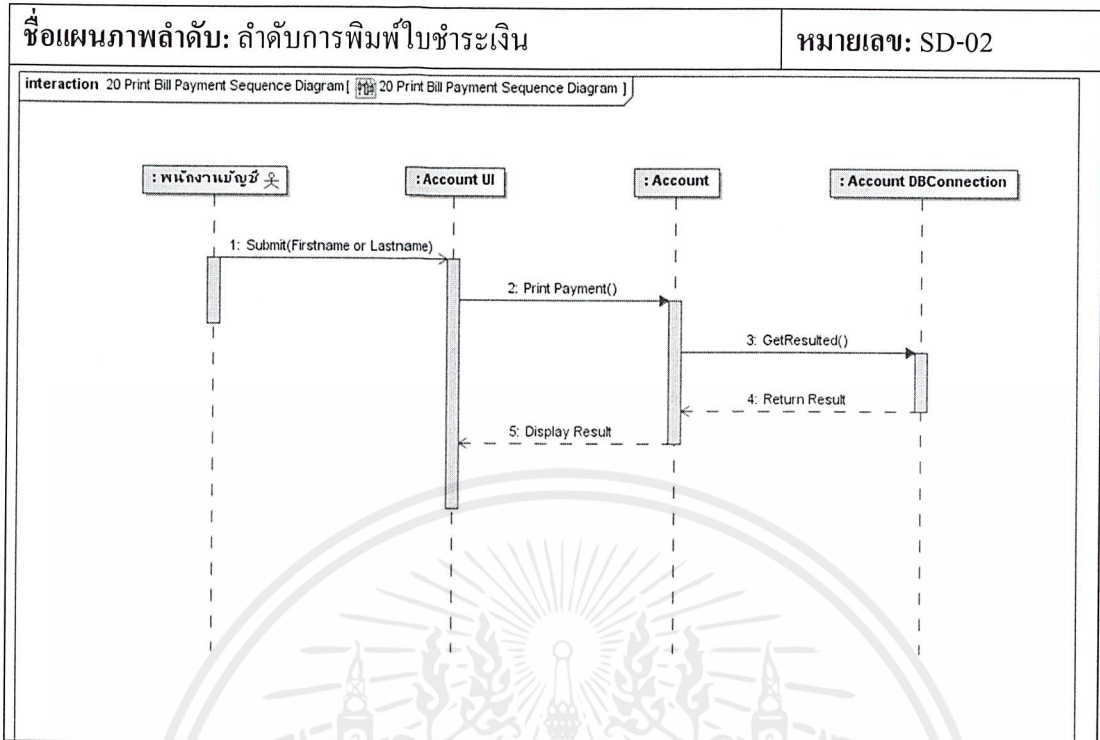 ชื่อแผนภาพลำดับ: ลำดับการพิมพ์ใบชำระเงิน
หมายเลข: SD-02
interaction 20 Print Bill Payment Sequence Diagram[ 20 Print Bill Payment Sequence Diagram ]
: พนักงานบัญชี
: Account UI
: Account
: Account DBConnection
1: Submit(Firstname or Lastname)
2: Print Payment()
3: GetResulted()
4: Return Result
5: Display Result